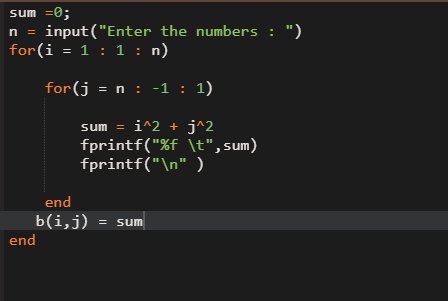 sum =0;
n = input("Enter the numbers : ")
for(i = 1 : 1 : n)
for(j = n : -1 : 1)
sum = i^2 + j^2
fprintf("%f \t",sum)
fprintf("\n" )
end
b(i,j) = sum
end